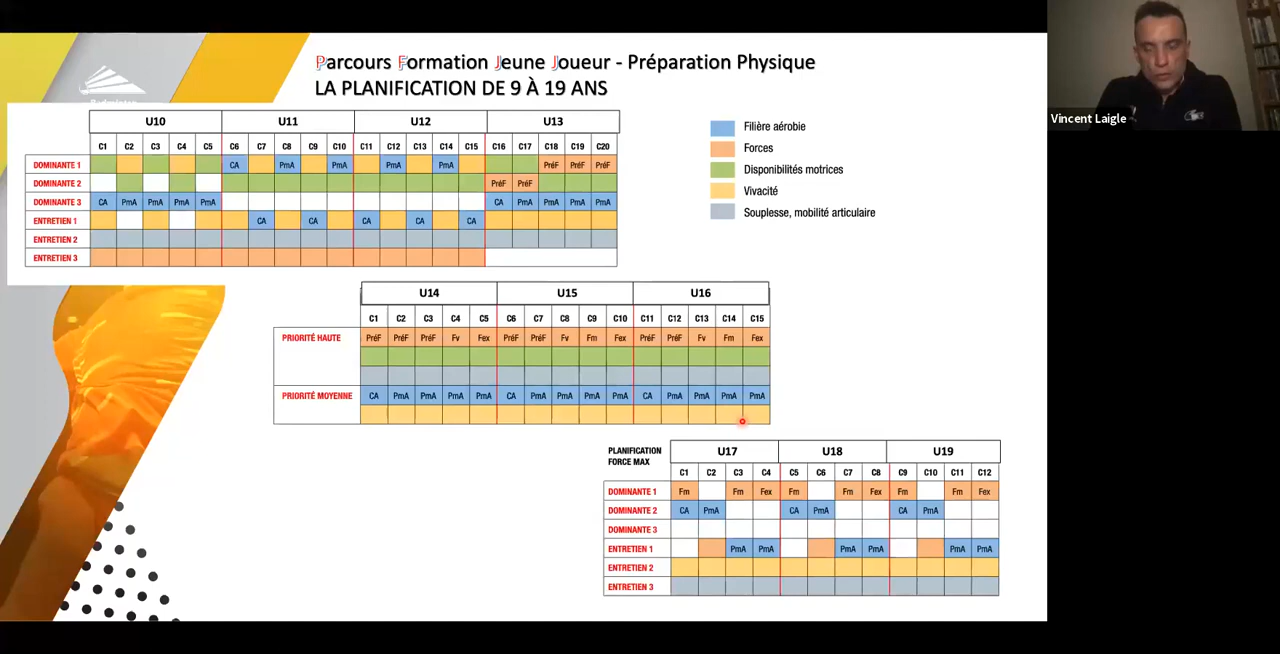 Parcours Formation Jeune Joueur - Préparation Physique
LA PLANIFICATION DE 9 À 19 ANS
Vincent Laigle
U10 U11 U12 U13
C1 C2 C3 C4 C5 C6 C7 C8 C9 C10 C11 C12 C13 C14 C15 C16 C17 C18 C19 C20
DOMINANTE 1 CA PmA PmA PmA PmA PréF PréF PréF
DOMINANTE 2 PréF PréF
DOMINANTE 3 CA PmA PmA PmA PmA CA PmA PmA PmA PmA
ENTRETIEN 1 CA CA CA CA CA
ENTRETIEN 2
ENTRETIEN 3
Filière aérobie
Forces
Disponibilités motrices
Vivacité
Souplesse, mobilité articulaire
U14 U15 U16
C1 C2 C3 C4 C5 C6 C7 C8 C9 C10 C11 C12 C13 C14 C15
PRIORITÉ HAUTE PréF PréF PréF Fv Fex PréF PréF Fv Fm Fex PréF PréF Fv Fm Fex
PRIORITÉ MOYENNE CA PmA PmA PmA PmA CA PmA PmA PmA PmA CA PmA PmA PmA PmA
PLANIFICATION
FORCE MAX
U17 U18 U19
C1 C2 C3 C4 C5 C6 C7 C8 C9 C10 C11 C12
DOMINANTE 1 Fm Fm Fex Fm Fm Fex Fm Fm Fex
DOMINANTE 2 CA PmA CA PmA CA PmA
DOMINANTE 3
ENTRETIEN 1 PmA PmA PmA PmA PmA PmA
ENTRETIEN 2
ENTRETIEN 3